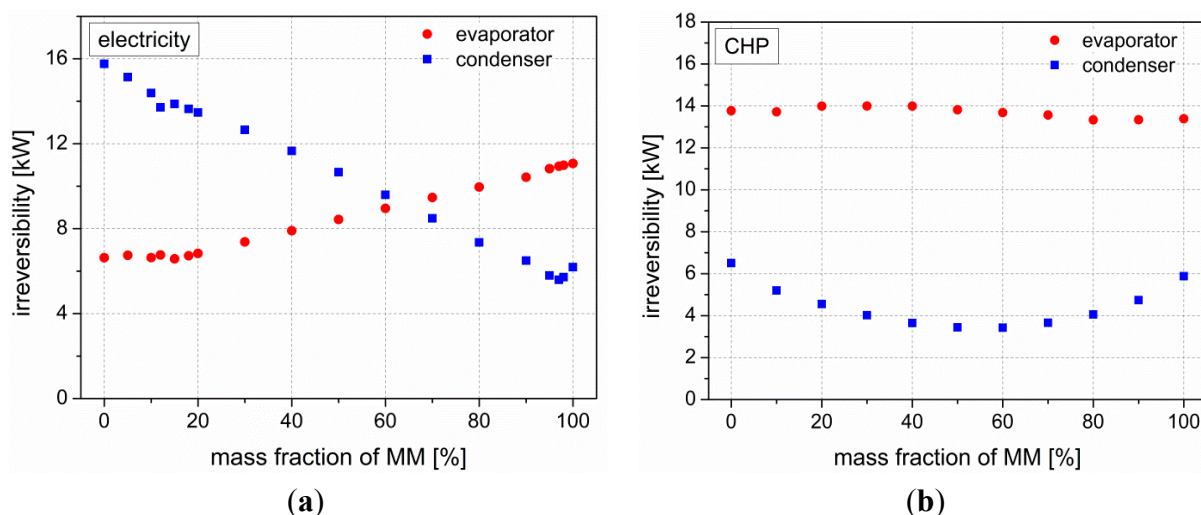 electricity
evaporator
condenser
irreversibility [kW]
16
12
8
4
0
0 20 40 60 80 100
mass fraction of MM [%]
(a)
CHP
evaporator
condenser
irreversibility [kW]
18
16
14
12
10
8
6
4
2
0
0 20 40 60 80 100
mass fraction of MM [%]
(b)